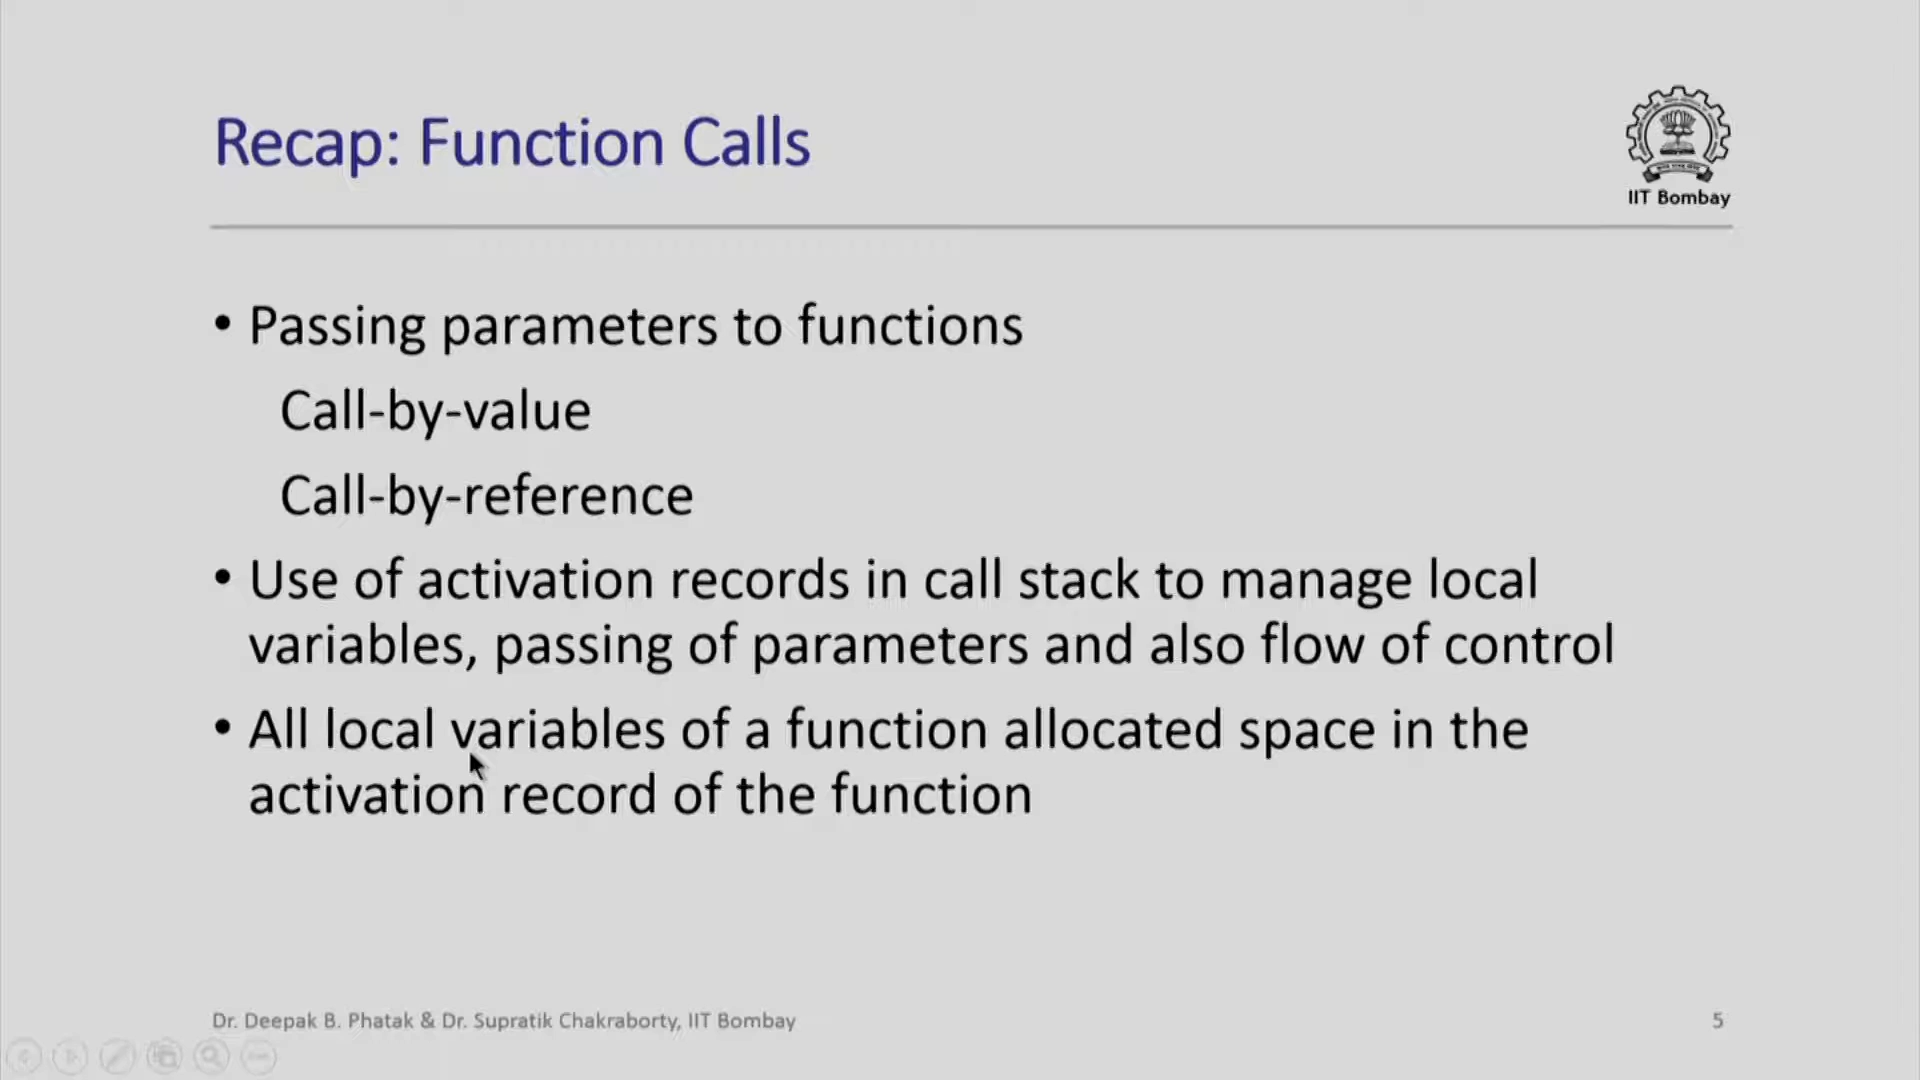 Recap: Function Calls
IIT Bombay
• Passing parameters to functions
Call-by-value
Call-by-reference
• Use of activation records in call stack to manage local
variables, passing of parameters and also flow of control
• All local variables of a function allocated space in the
activation record of the function
Dr. Deepak B. Phatak & Dr. Supratik Chakraborty, IIT Bombay
5